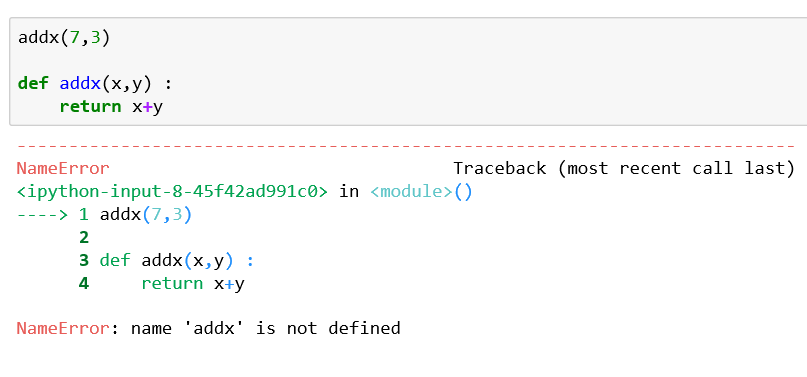 addx(7,3)
def addx(x,y) :
    return x+y
---------------------------------------------------------------------------
NameError                                 Traceback (most recent call last)
<ipython-input-8-45f42ad991c0> in <module>()
----> 1 addx(7,3)
      2
      3 def addx(x,y) :
      4     return x+y
NameError: name 'addx' is not defined